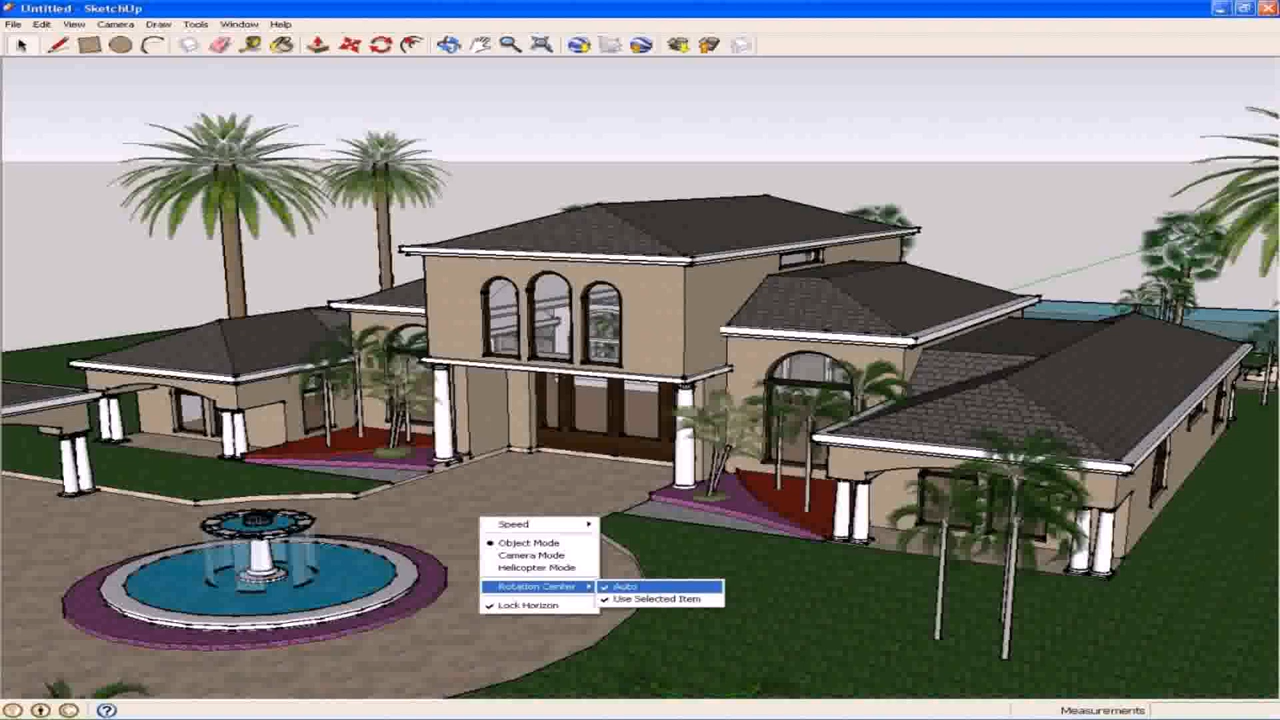 Untitled - SketchUp
File Edit View Camera Draw Tools Window Help
Speed
Object Mode
Camera Mode
Helicopter Mode
Rotation Center
Auto
Use Selected Item
Lock Horizon
Measurements